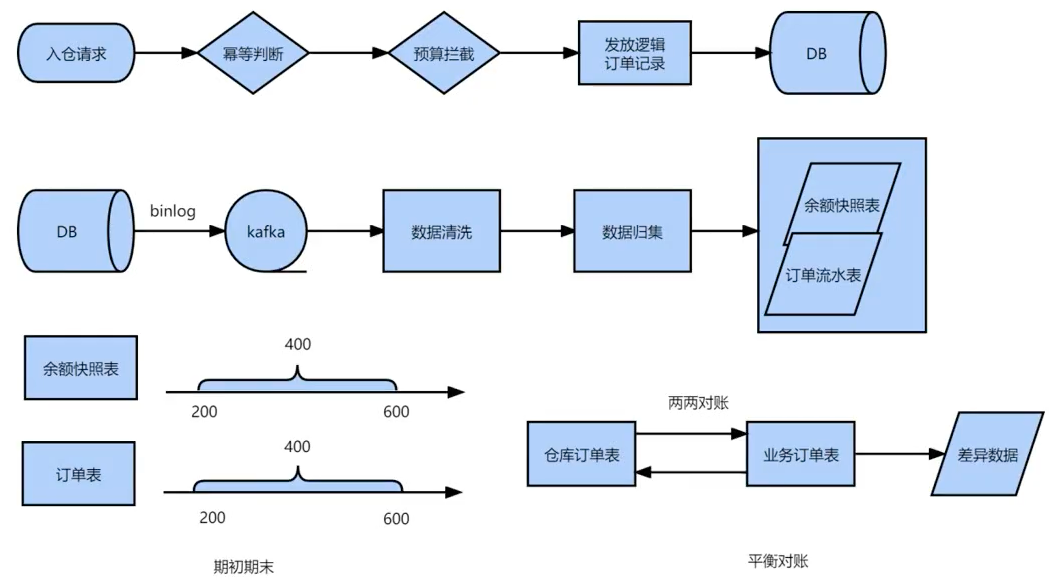 入仓请求
幂等判断
预算拦截
发放逻辑
订单记录
DB
DB
binlog
kafka
数据清洗
数据归集
余额快照表
订单流水表
余额快照表
400
200
600
订单表
400
200
600
期初期末
两两对账
仓库订单表
业务订单表
差异数据
平衡对账